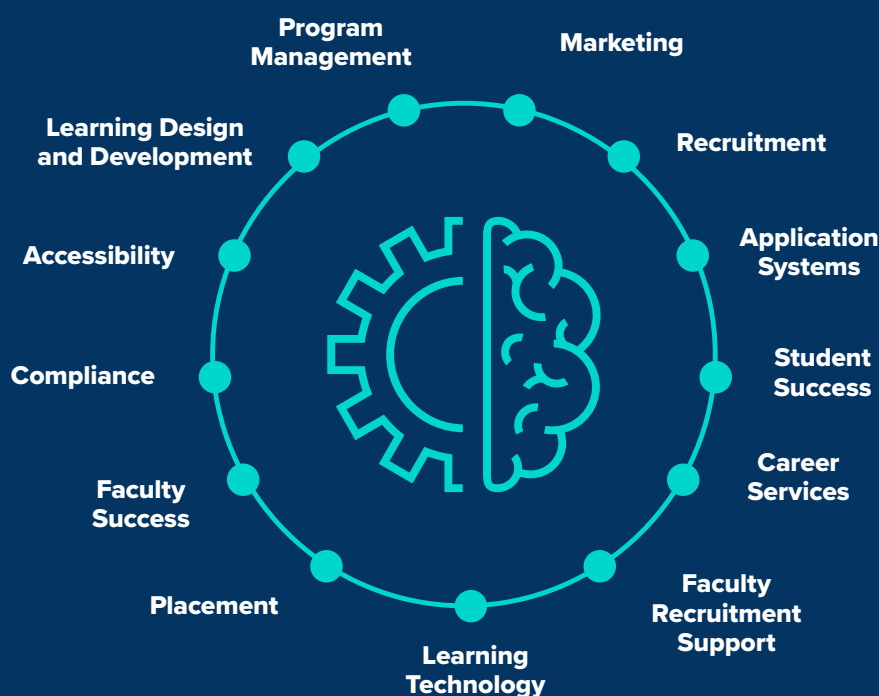 Program
Management
Marketing
Learning Design
and Development
Recruitment
Accessibility
Application
Systems
Compliance
Student
Success
Faculty
Success
Career
Services
Placement
Faculty
Recruitment
Support
Learning
Technology